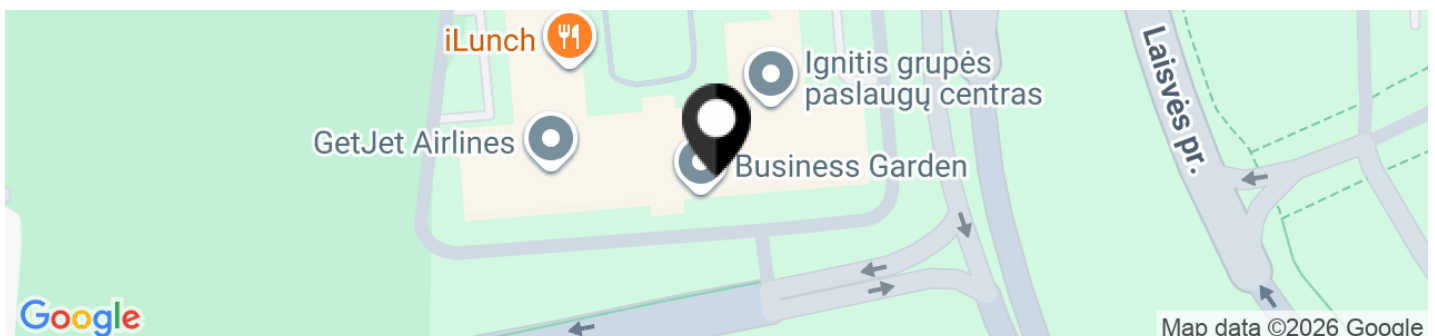 iLunch
Ignitis grupės
paslaugų centras
GetJet Airlines
Business Garden
Laisvės pr.
Google
Map data ©2026 Google